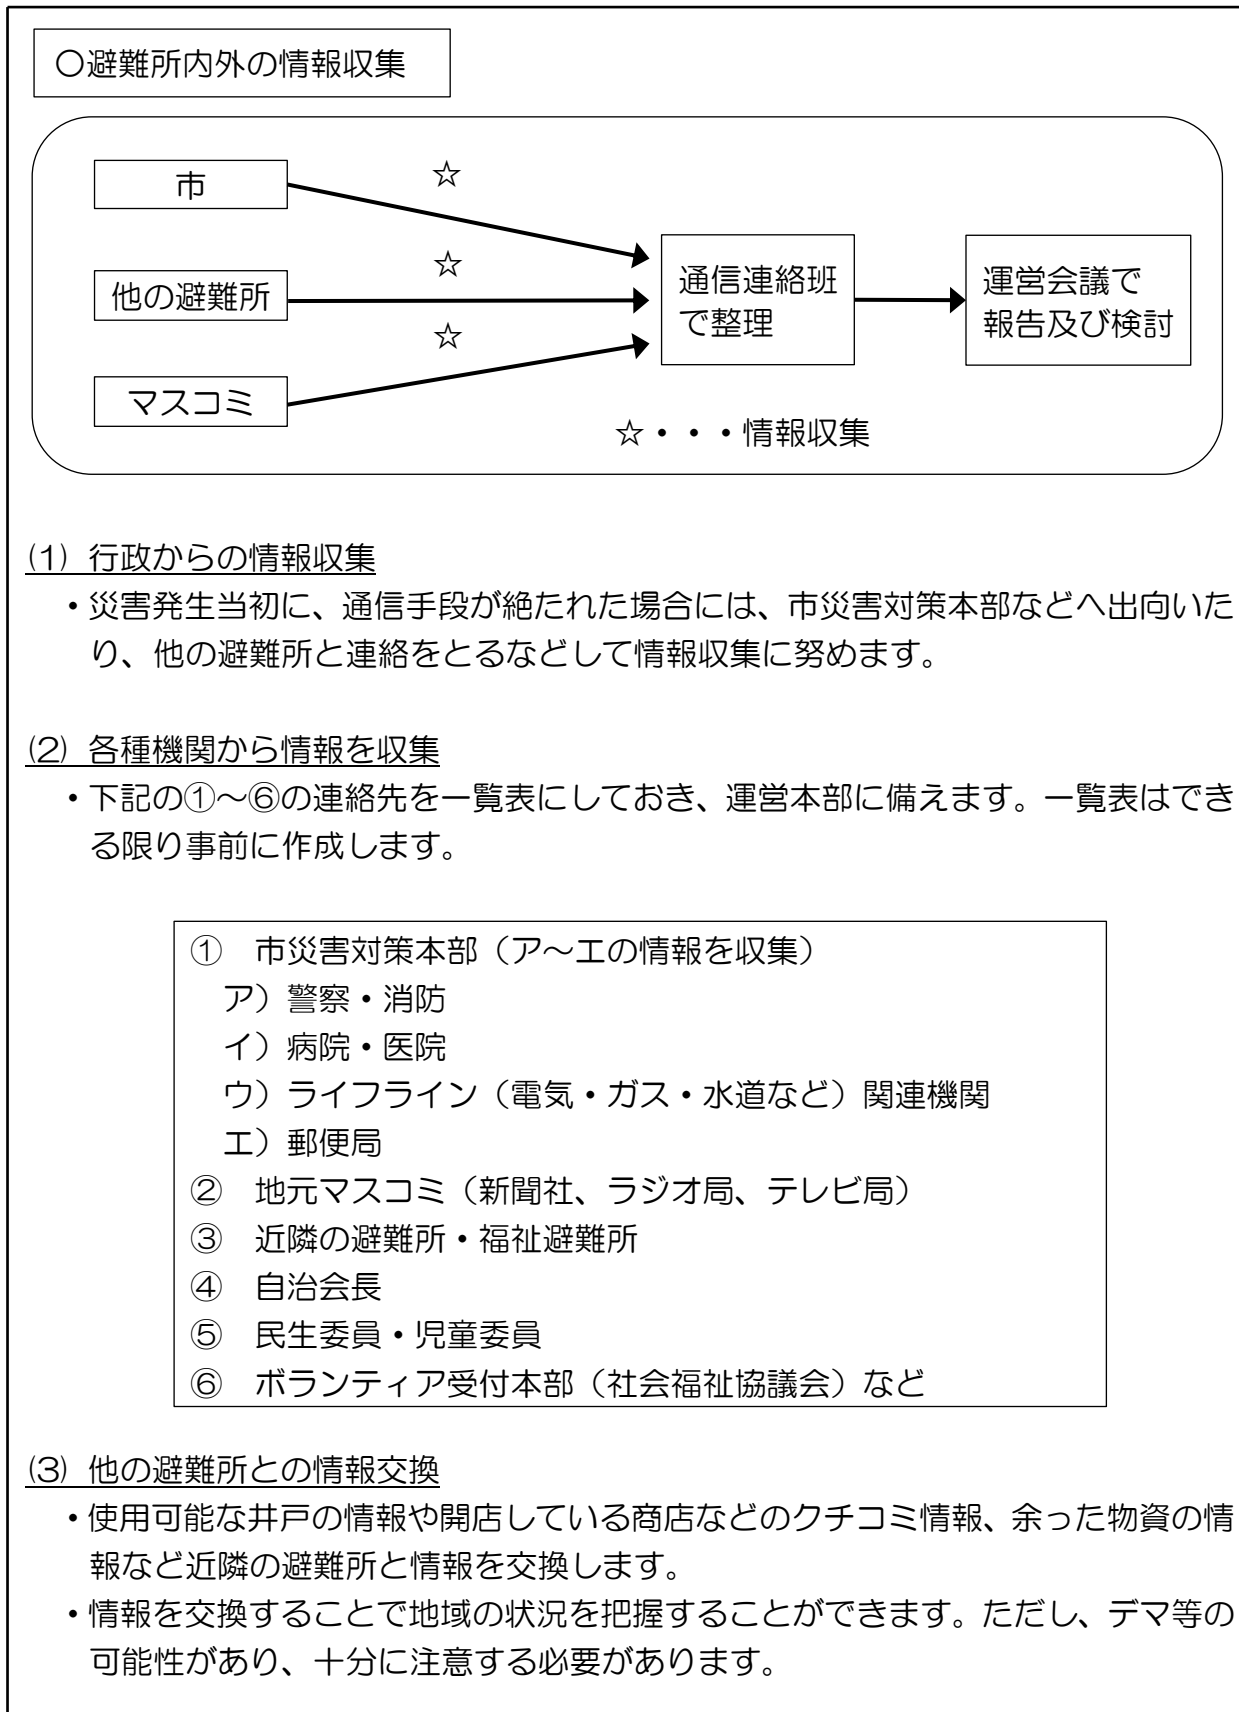 〇避難所内外の情報収集
市
☆
他の避難所
☆
マスコミ
☆
通信連絡班
で整理
運営会議で
報告及び検討
☆・・・情報収集
⑴ 行政からの情報収集
・災害発生当初に、通信手段が絶たれた場合には、市災害対策本部などへ出向いた
り、他の避難所と連絡をとるなどして情報収集に努めます。
⑵ 各種機関から情報を収集
・下記の①～⑥の連絡先を一覧表にしておき、運営本部に備えます。一覧表はでき
る限り事前に作成します。
① 市災害対策本部（ア～エの情報を収集）
ア）警察・消防
イ）病院・医院
ウ）ライフライン（電気・ガス・水道など）関連機関
エ）郵便局
② 地元マスコミ（新聞社、ラジオ局、テレビ局）
③ 近隣の避難所・福祉避難所
④ 自治会長
⑤ 民生委員・児童委員
⑥ ボランティア受付本部（社会福祉協議会）など
⑶ 他の避難所との情報交換
・使用可能な井戸の情報や開店している商店などのクチコミ情報、余った物資の情
報など近隣の避難所と情報を交換します。
・情報を交換することで地域の状況を把握することができます。ただし、デマ等の
可能性があり、十分に注意する必要があります。